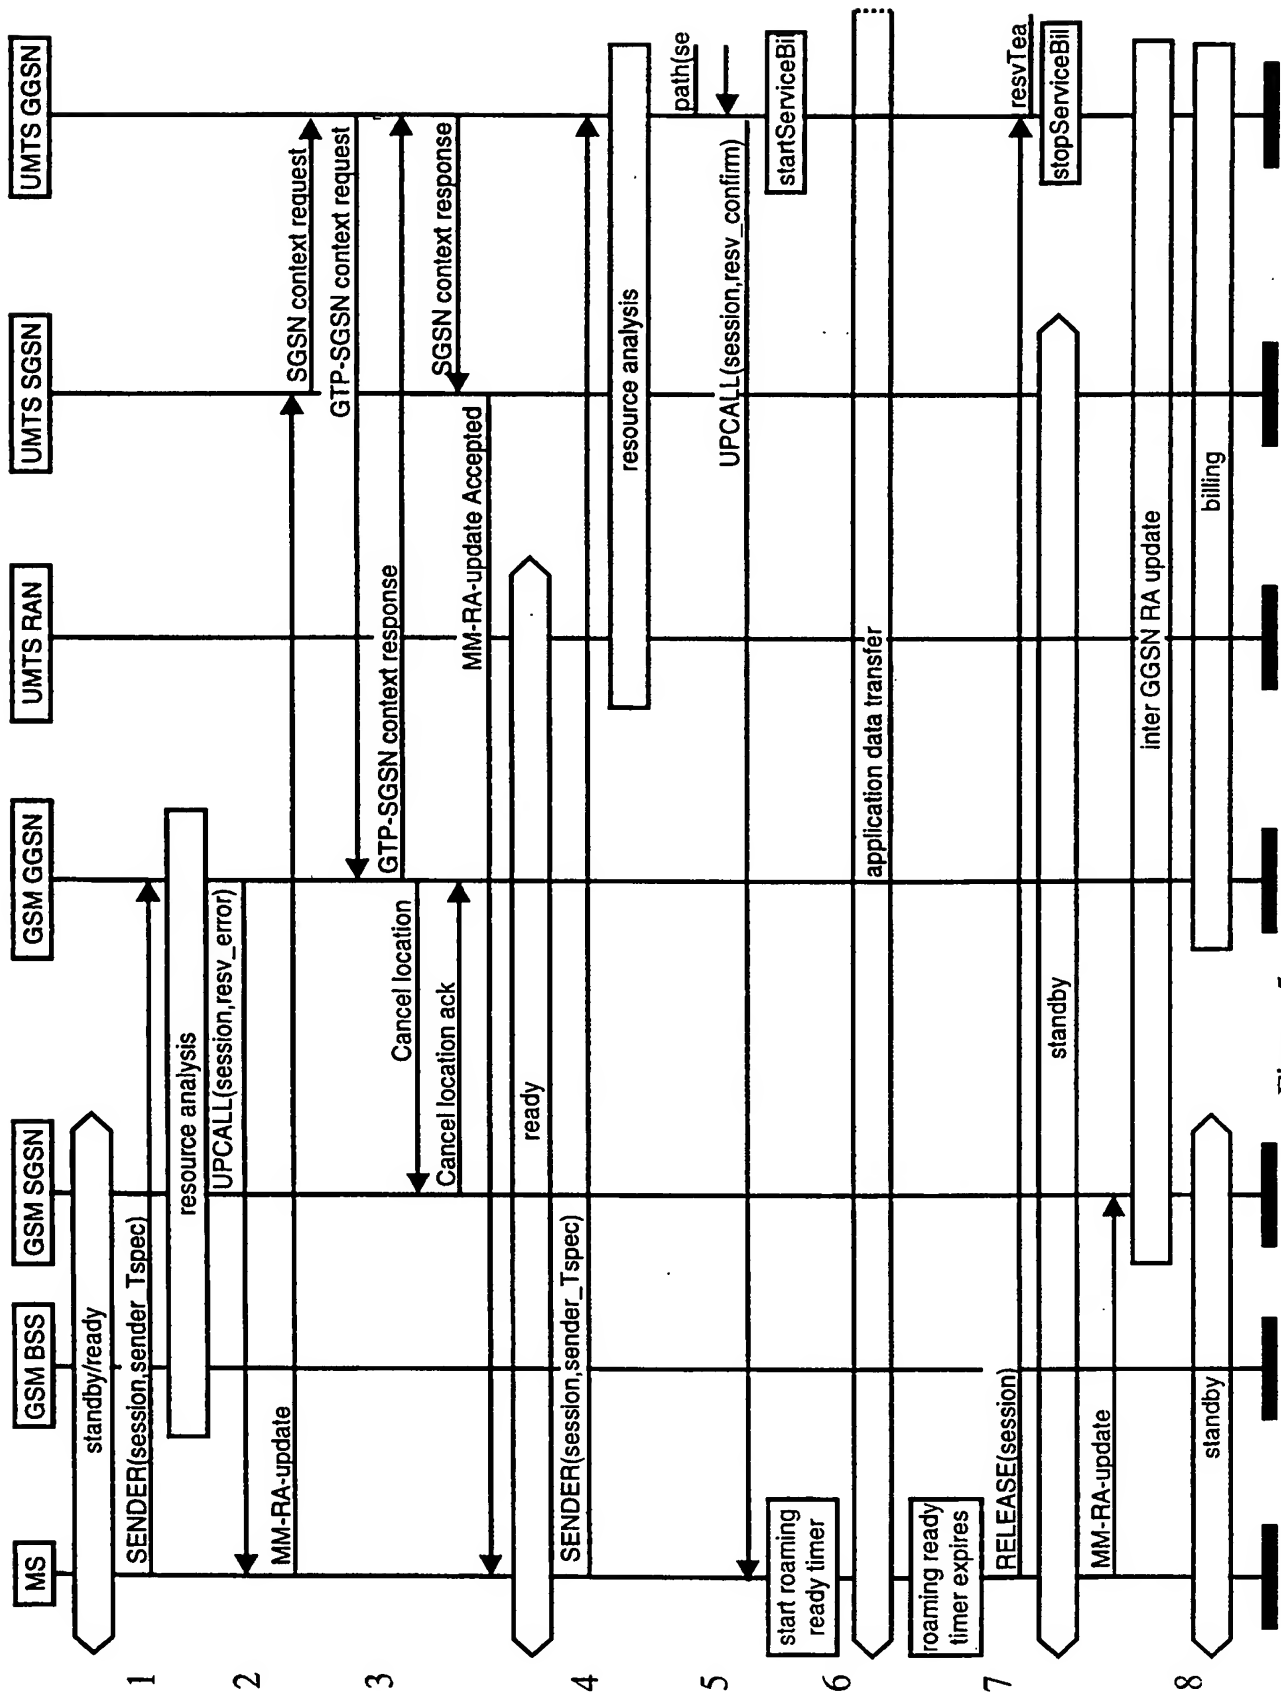 MS
GSM BSS
GSM SGSN
GSM GGSN
UMTS RAN
UMTS SGSN
UMTS GGSN
standby/ready
1
SENDER(session,sender_Tspec)
resource analysis
2
UPCALL(session,resv_error)
MM-RA-update
SGSN context request
GTP-SGSN context request
3
GTP-SGSN context response
Cancel location
SGSN context response
Cancel location ack
MM-RA-update Accepted
ready
4
SENDER(session,sender_Tspec)
resource analysis
path(se
5
UPCALL(session,resv_confirm)
start roaming
ready timer
startServiceBil
6
application data transfer
roaming ready
timer expires
7
RELEASE(session)
resvTea
standby
stopServiceBil
MM-RA-update
inter GGSN RA update
8
standby
billing